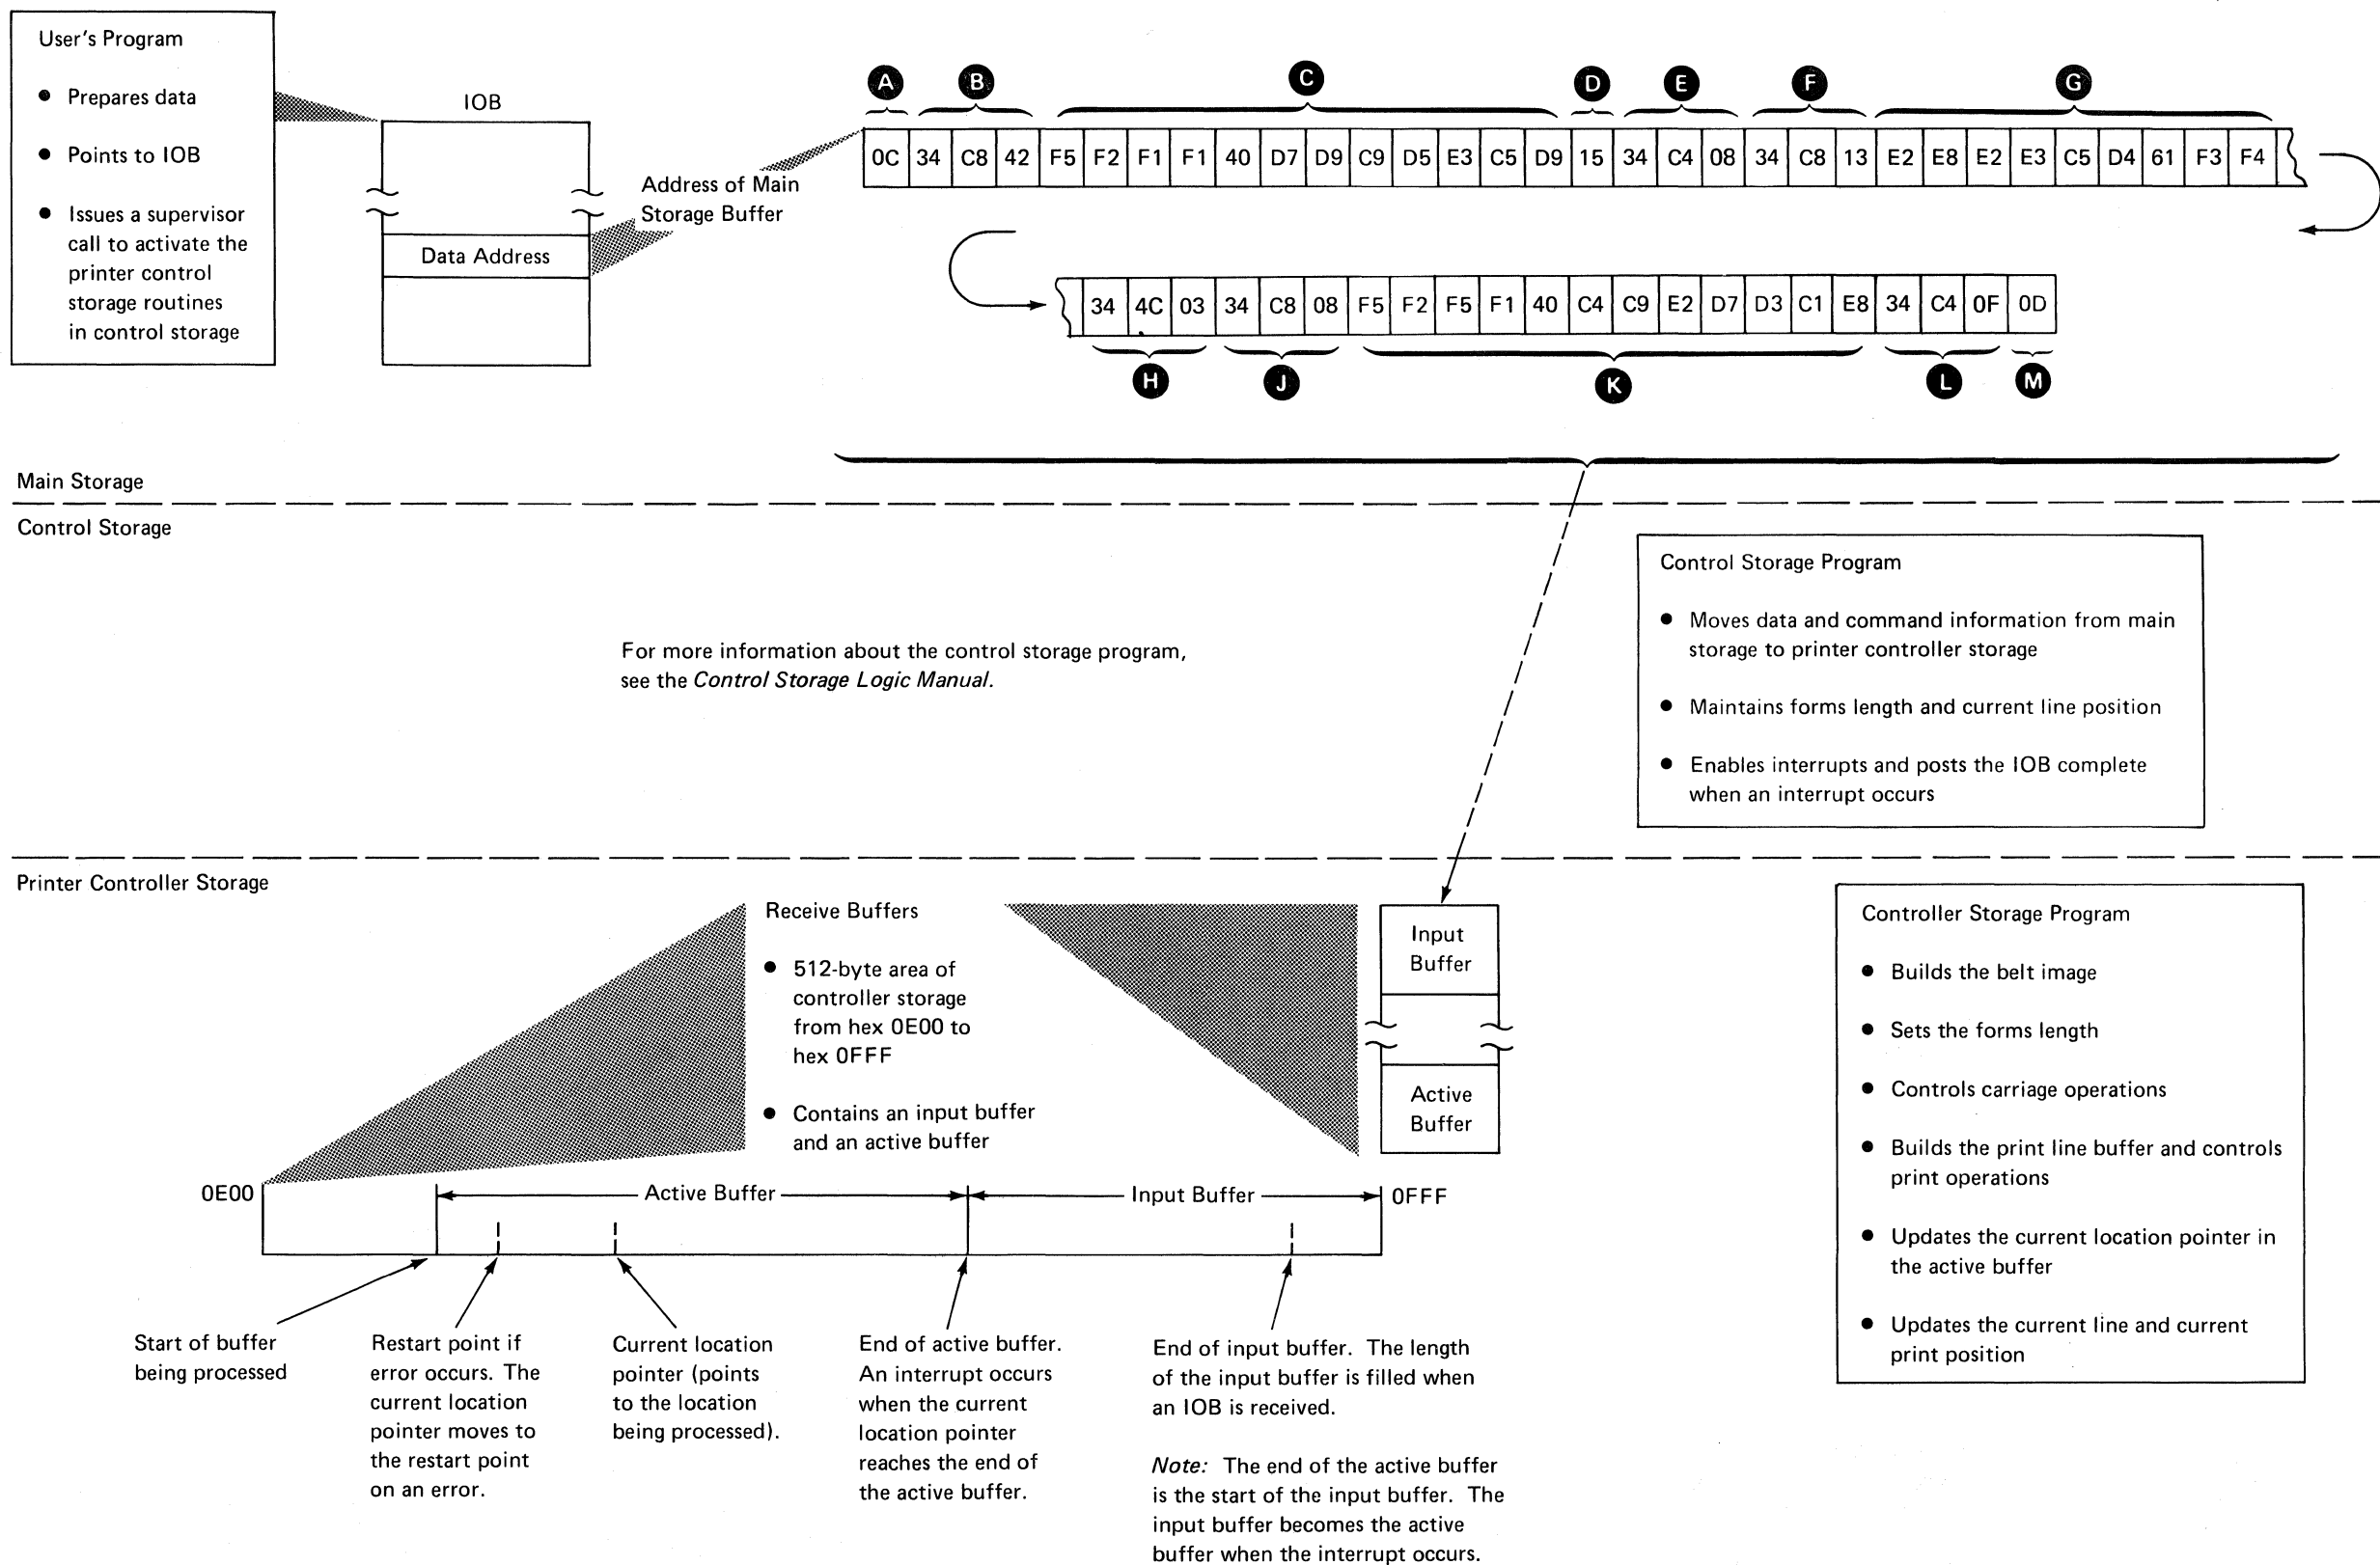 User's Program
● Prepares data
● Points to IOB
● Issues a supervisor
call to activate the
printer control
storage routines
in control storage
IOB
Data Address
Address of Main
Storage Buffer
A B C D E F G
0C 34 C8 42 F5 F2 F1 F1 40 D7 D9 C9 D5 E3 C5 D9 15 34 C4 08 34 C8 13 E2 E8 E2 E3 C5 D4 61 F3 F4
34 4C 03 34 C8 08 F5 F2 F5 F1 40 C4 C9 E2 D7 D3 C1 E8 34 C4 0F 0D
H J K L M
Main Storage
Control Storage
For more information about the control storage program,
see the Control Storage Logic Manual.
Control Storage Program
● Moves data and command information from main
storage to printer controller storage
● Maintains forms length and current line position
● Enables interrupts and posts the IOB complete
when an interrupt occurs
Printer Controller Storage
Receive Buffers
● 512-byte area of
controller storage
from hex 0E00 to
hex 0FFF
● Contains an input buffer
and an active buffer
Input
Buffer
Active
Buffer
Controller Storage Program
● Builds the belt image
● Sets the forms length
● Controls carriage operations
● Builds the print line buffer and controls
print operations
● Updates the current location pointer in
the active buffer
● Updates the current line and current
print position
0E00
Active Buffer
Input Buffer
0FFF
Start of buffer
being processed
Restart point if
error occurs. The
current location
pointer moves to
the restart point
on an error.
Current location
pointer (points
to the location
being processed).
End of active buffer.
An interrupt occurs
when the current
location pointer
reaches the end of
the active buffer.
End of input buffer. The length
of the input buffer is filled when
an IOB is received.
Note: The end of the active buffer
is the start of the input buffer. The
input buffer becomes the active
buffer when the interrupt occurs.